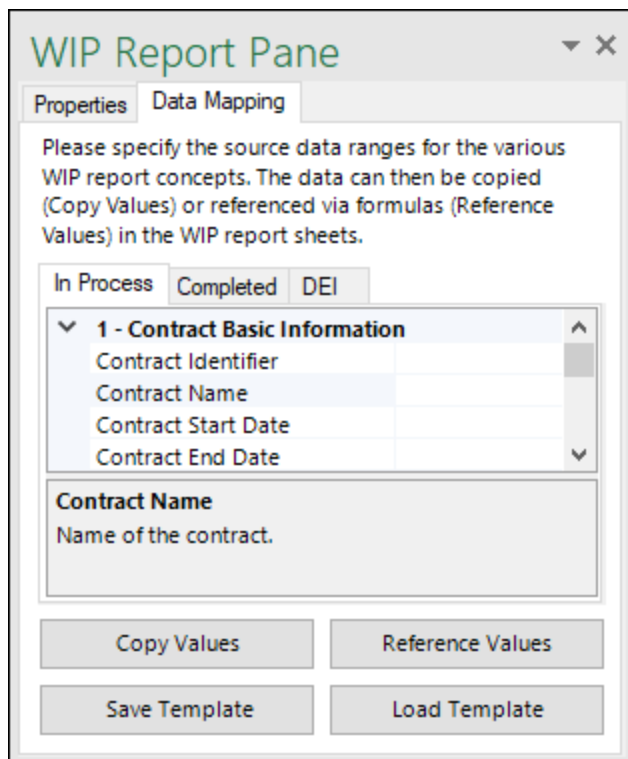 WIP Report Pane
Properties
Data Mapping
Please specify the source data ranges for the various
WIP report concepts. The data can then be copied
(Copy Values) or referenced via formulas (Reference
Values) in the WIP report sheets.
In Process
Completed
DEI
1 - Contract Basic Information
Contract Identifier
Contract Name
Contract Start Date
Contract End Date
Contract Name
Name of the contract.
Copy Values
Reference Values
Save Template
Load Template